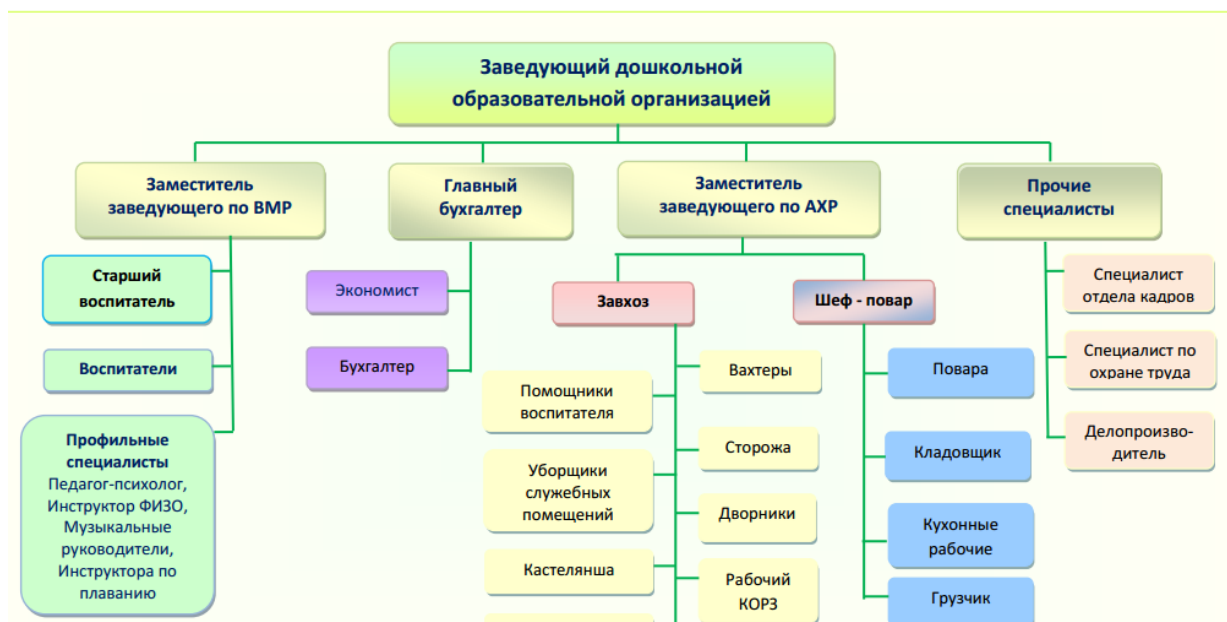 Заведующий дошкольной
образовательной организацией
Заместитель
заведующего по ВМР
Главный
бухгалтер
Заместитель
заведующего по АХР
Прочие
специалисты
Старший
воспитатель
Воспитатели
Профильные
специалисты
Педагог-психолог,
Инструктор ФИЗО,
Музыкальные
руководители,
Инструктора по
плаванию
Экономист
Бухгалтер
Завхоз
Помощники
воспитателя
Уборщики
служебных
помещений
Кастелянша
Вахтеры
Сторожа
Дворники
Рабочий
КОРЗ
Шеф - повар
Повара
Кладовщик
Кухонные
рабочие
Грузчик
Специалист
отдела кадров
Специалист по
охране труда
Делопроизво-
дитель